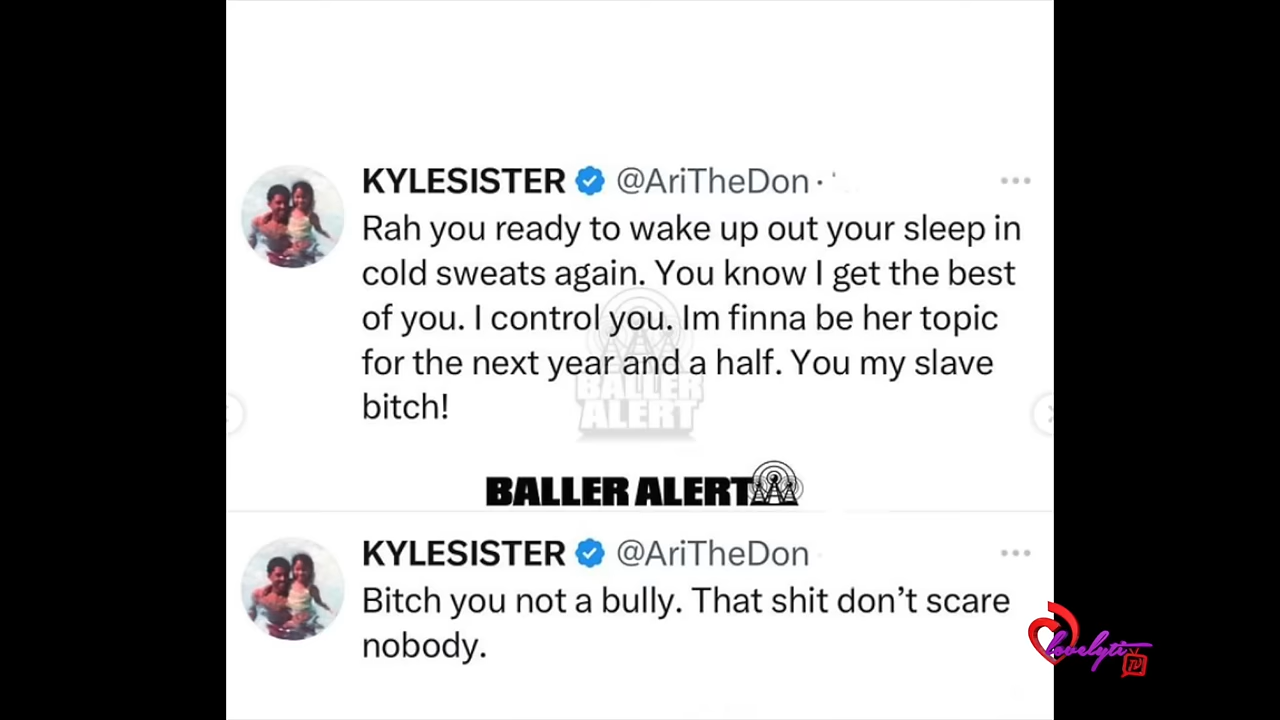 KYLESISTER @AriTheDon ·
Rah you ready to wake up out your sleep in
cold sweats again. You know I get the best
of you. I control you. Im finna be her topic
for the next year and a half. You my slave
bitch!
BALLER
ALERT
BALLER ALERT
KYLESISTER @AriTheDon
Bitch you not a bully. That shit don’t scare
nobody.
lovelyti
TV